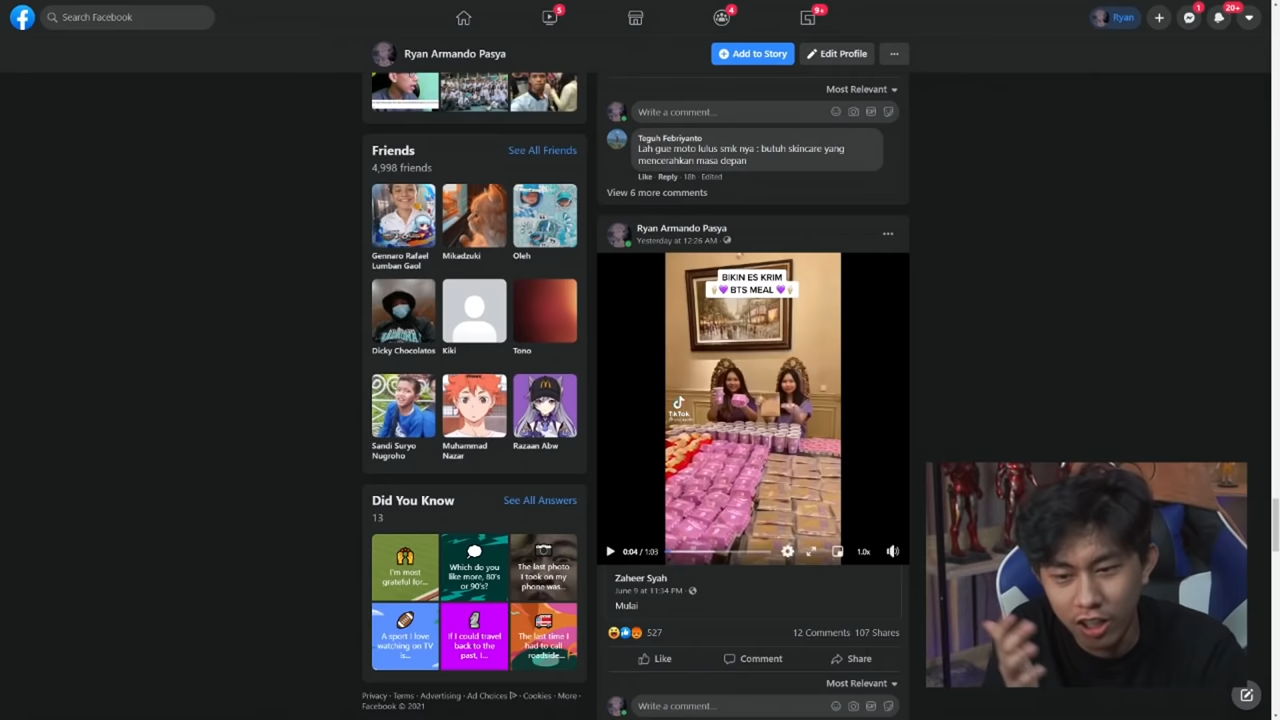 Search Facebook
5
4
9+
Ryan
1
20+
Ryan Armando Pasya
Add to Story
Edit Profile
Friends
See All Friends
4,998 friends
Gennaro Rafael
Lumban Gaol
Mikadzuki
Oleh
Dicky Chocolatos
Kiki
Tono
Sandi Suryo
Nugroho
Muhammad
Nazar
Razaan Abw
Did You Know
See All Answers
13
I'm most
grateful for...
Which do you
like more, 80's
or 90's?
The last photo
I took on my
phone was...
A sport I love
watching on TV
is...
If I could travel
back to the
past, I...
The last time I
had to call
roadside...
Privacy · Terms · Advertising · Ad Choices · Cookies · More ·
Facebook © 2021
Most Relevant
Write a comment...
Teguh Febriyanto
Lah gue moto lulus smk nya : butuh skincare yang
mencerahkan masa depan
Like · Reply · 18h · Edited
View 6 more comments
Ryan Armando Pasya
Yesterday at 12:26 AM ·
BIKIN ES KRIM
BTS MEAL
TikTok
0:04 / 1:03
1.0x
Zaheer Syah
June 9 at 11:34 PM ·
Mulai
527
12 Comments 107 Shares
Like
Comment
Share
Most Relevant
Write a comment...